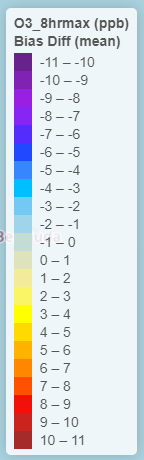 O3_8hrmax (ppb)
Bias Diff (mean)
-11 – -10
-10 – -9
-9 – -8
-8 – -7
-7 – -6
-6 – -5
-5 – -4
-4 – -3
-3 – -2
-2 – -1
-1 – 0
0 – 1
1 – 2
2 – 3
3 – 4
4 – 5
5 – 6
6 – 7
7 – 8
8 – 9
9 – 10
10 – 11